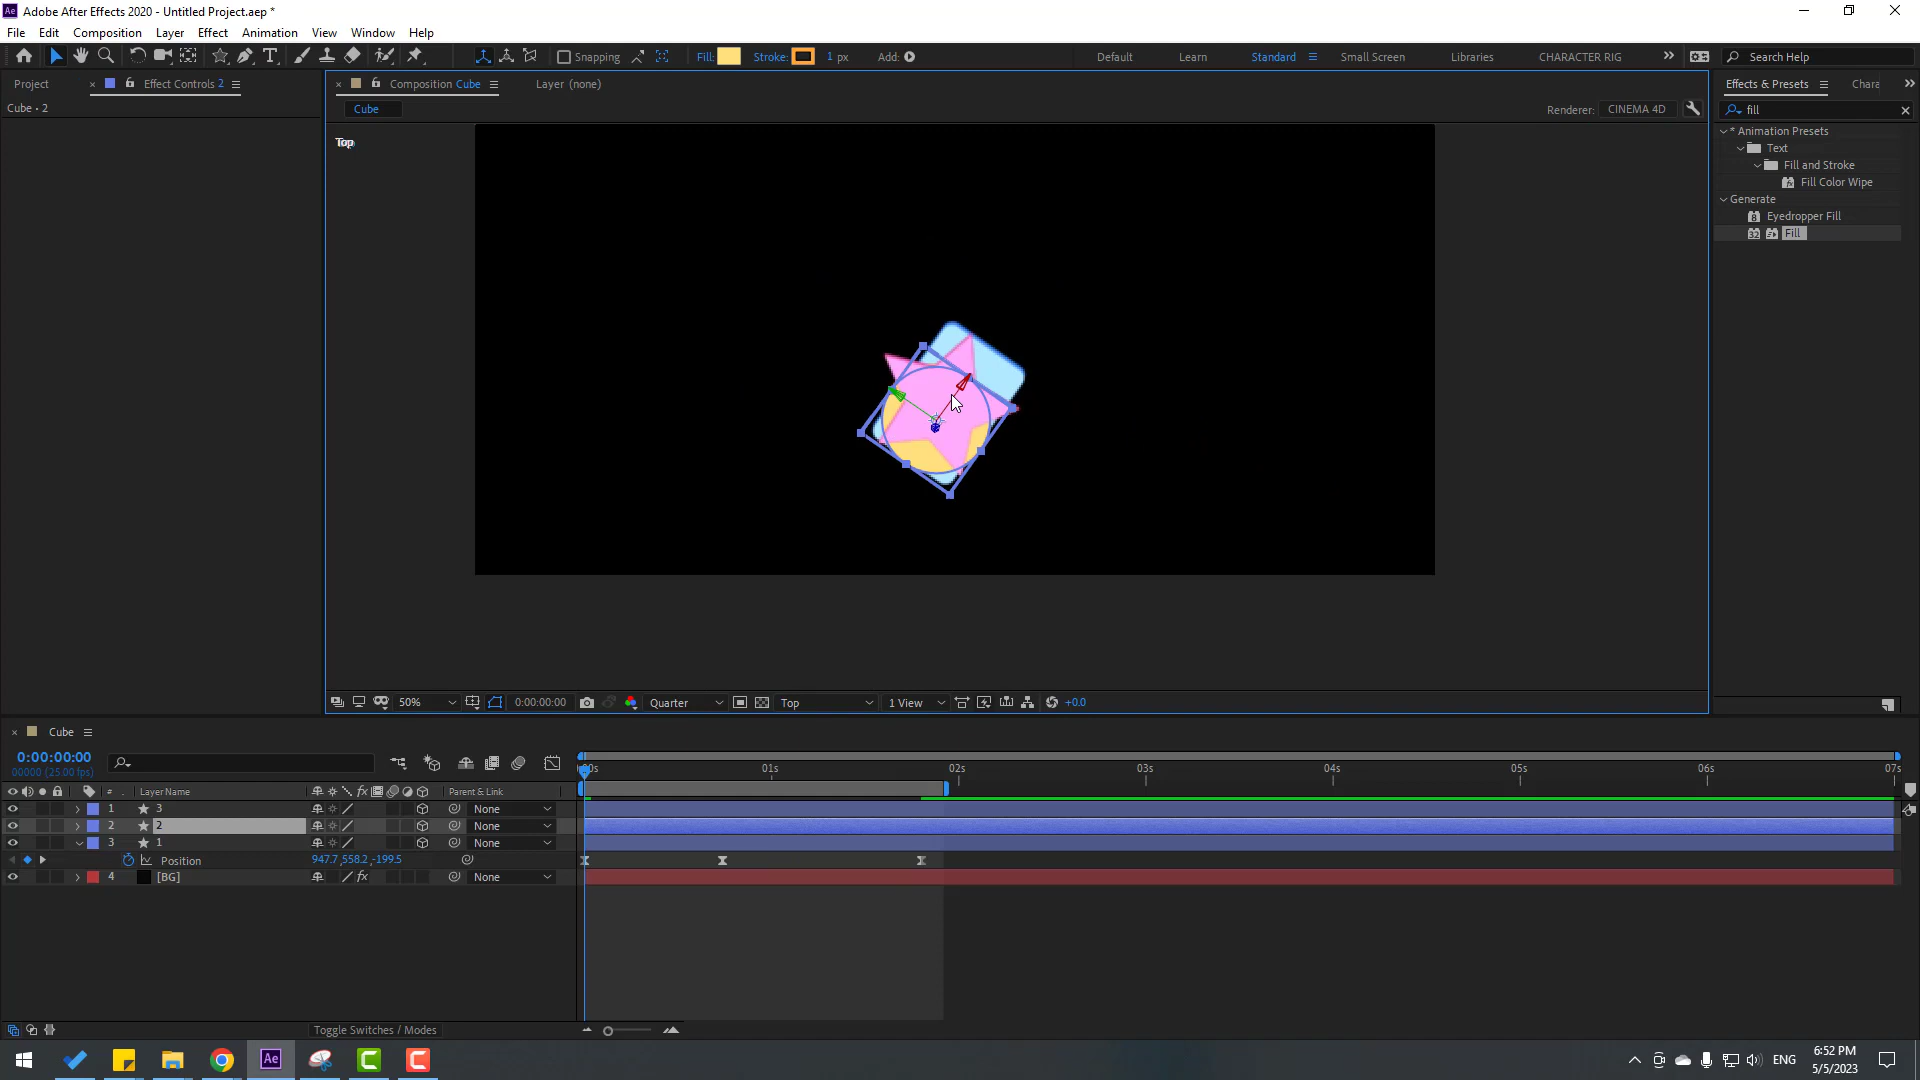 Adobe After Effects 2020 - Untitled Project.aep *
File Edit Composition Layer Effect Animation View Window Help
Snapping Fill: Stroke: 1 px Add: Default Learn Standard Small Screen Libraries CHARACTER RIG Search Help
Project Effect Controls 2 Composition Cube Layer (none) Effects & Presets Chara
Cube • 2
Cube
Renderer: CINEMA 4D
fill
Top
* Animation Presets
Text
Fill and Stroke
Fill Color Wipe
Generate
Eyedropper Fill
Fill
50% 0:00:00:00 Quarter Top 1 View +0.0
Cube
0:00:00:00
00000 (25.00 fps)
# Layer Name Parent & Link
01s 02s 03s 04s 05s 06s 07s
1 3 None
2 2 None
3 1 None
Position 947.7,558.2,-199.5
4 [BG] None
Toggle Switches / Modes
ENG 6:52 PM
5/5/2023